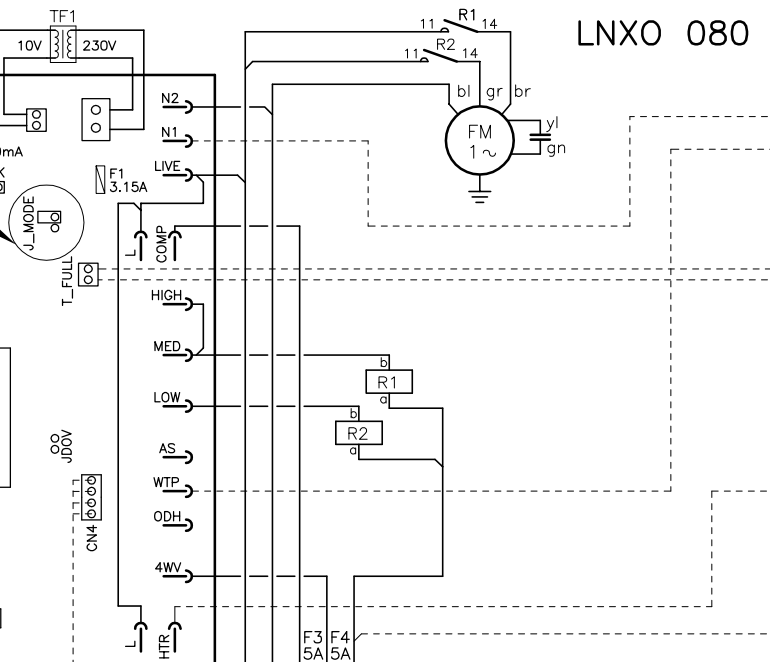 TF1
10V
230V
R1
11
14
R2
11
14
LNXO 080
bl
gr
br
FM
1 ~
yl
gn
N2
N1
LIVE
F1
3.15A
0mA
K
J_MODE
L
COMP
T_FULL
HIGH
MED
LOW
b
R1
a
b
R2
a
JDOV
AS
WTP
ODH
CN4
4WV
L
HTR
F3
5A
F4
5A